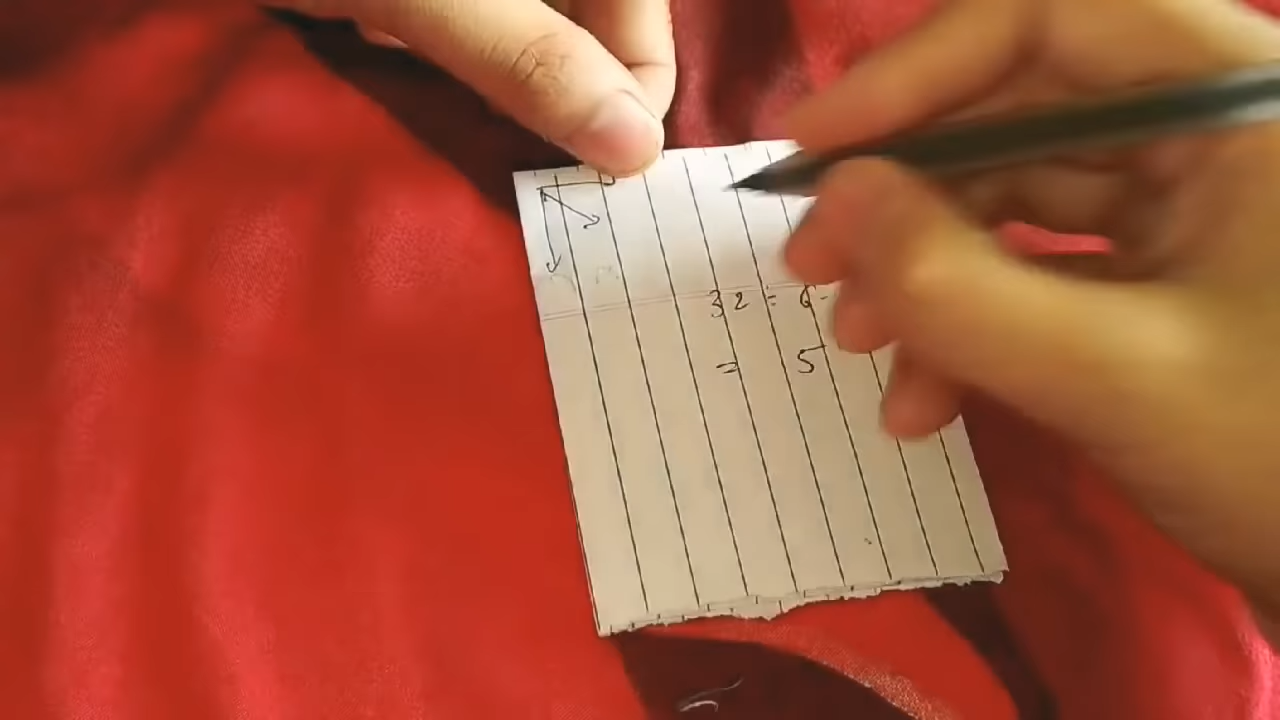 32 = 6-
= 5